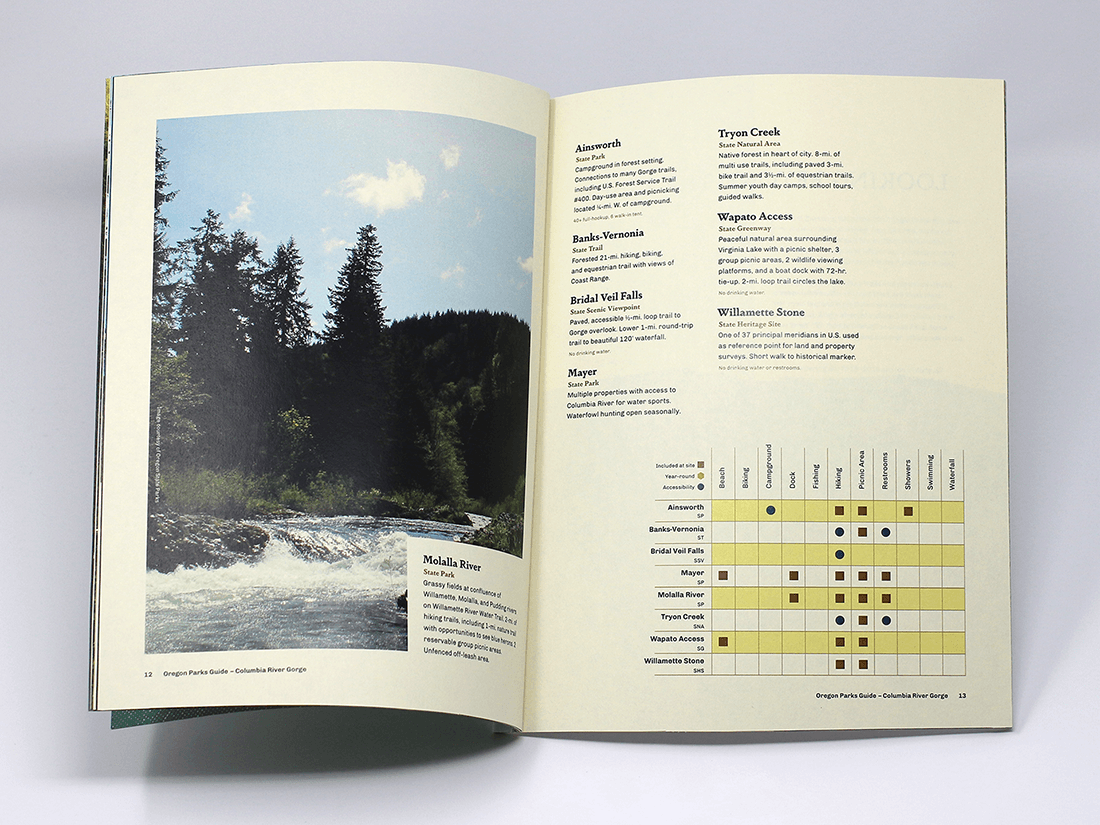 Image courtesy of Oregon State Parks
Molalla River
State Park
Grassy fields at confluence of
Willamette, Molalla, and Pudding rivers
on Willamette River Water Trail. 2-mi. of
hiking trails, including 1-mi. nature trail
with opportunities to see blue herons. 2
reservable group picnic areas.
Unfenced off-leash area.
12 Oregon Parks Guide – Columbia River Gorge
Ainsworth
State Park
Campground in forest setting.
Connections to many Gorge trails,
including U.S. Forest Service Trail
#400. Day-use area and picnicking
located ¼-mi. W. of campground.
40+ full-hookup, 6 walk-in tent.
Banks-Vernonia
State Trail
Forested 21-mi. hiking, biking,
and equestrian trail with views of
Coast Range.
Bridal Veil Falls
State Scenic Viewpoint
Paved, accessible ½-mi. loop trail to
Gorge overlook. Lower 1-mi. round-trip
trail to beautiful 120' waterfall.
No drinking water.
Mayer
State Park
Multiple properties with access to
Columbia River for water sports.
Waterfowl hunting open seasonally.
Tryon Creek
State Natural Area
Native forest in heart of city. 8-mi. of
multi use trails, including paved 3-mi.
bike trail and 3½-mi. of equestrian trails.
Summer youth day camps, school tours,
guided walks.
Wapato Access
State Greenway
Peaceful natural area surrounding
Virginia Lake with a picnic shelter, 3
group picnic areas, 2 wildlife viewing
platforms, and a boat dock with 72-hr.
tie-up. 2-mi. loop trail circles the lake.
No drinking water.
Willamette Stone
State Heritage Site
One of 37 principal meridians in U.S. used
as reference point for land and property
surveys. Short walk to historical marker.
No drinking water or restrooms.
Included at site
Year-round
Accessibility
Beach
Biking
Campground
Dock
Fishing
Hiking
Picnic Area
Restrooms
Showers
Swimming
Waterfall
Ainsworth
SP
Banks-Vernonia
ST
Bridal Veil Falls
SSV
Mayer
SP
Molalla River
SP
Tryon Creek
SNA
Wapato Access
SG
Willamette Stone
SHS
Oregon Parks Guide – Columbia River Gorge 13